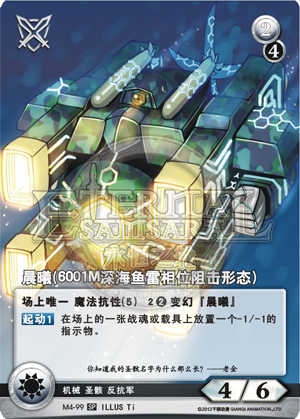 2
4
晨曦(6001M深海鱼雷相位阻击形态)
场上唯一 魔法抗性(5) 2❷变幻『晨曦』
起动1 在场上的一张战魂或载具上放置一个-1/-1的
指示物。
你知道我的圣骸名字为什么那么长？——老金
机械 圣骸 反抗军
4/6
M4-99 SP ILLUS Ti ©2012千骐动漫 QIANQI ANIMATION.,LTD